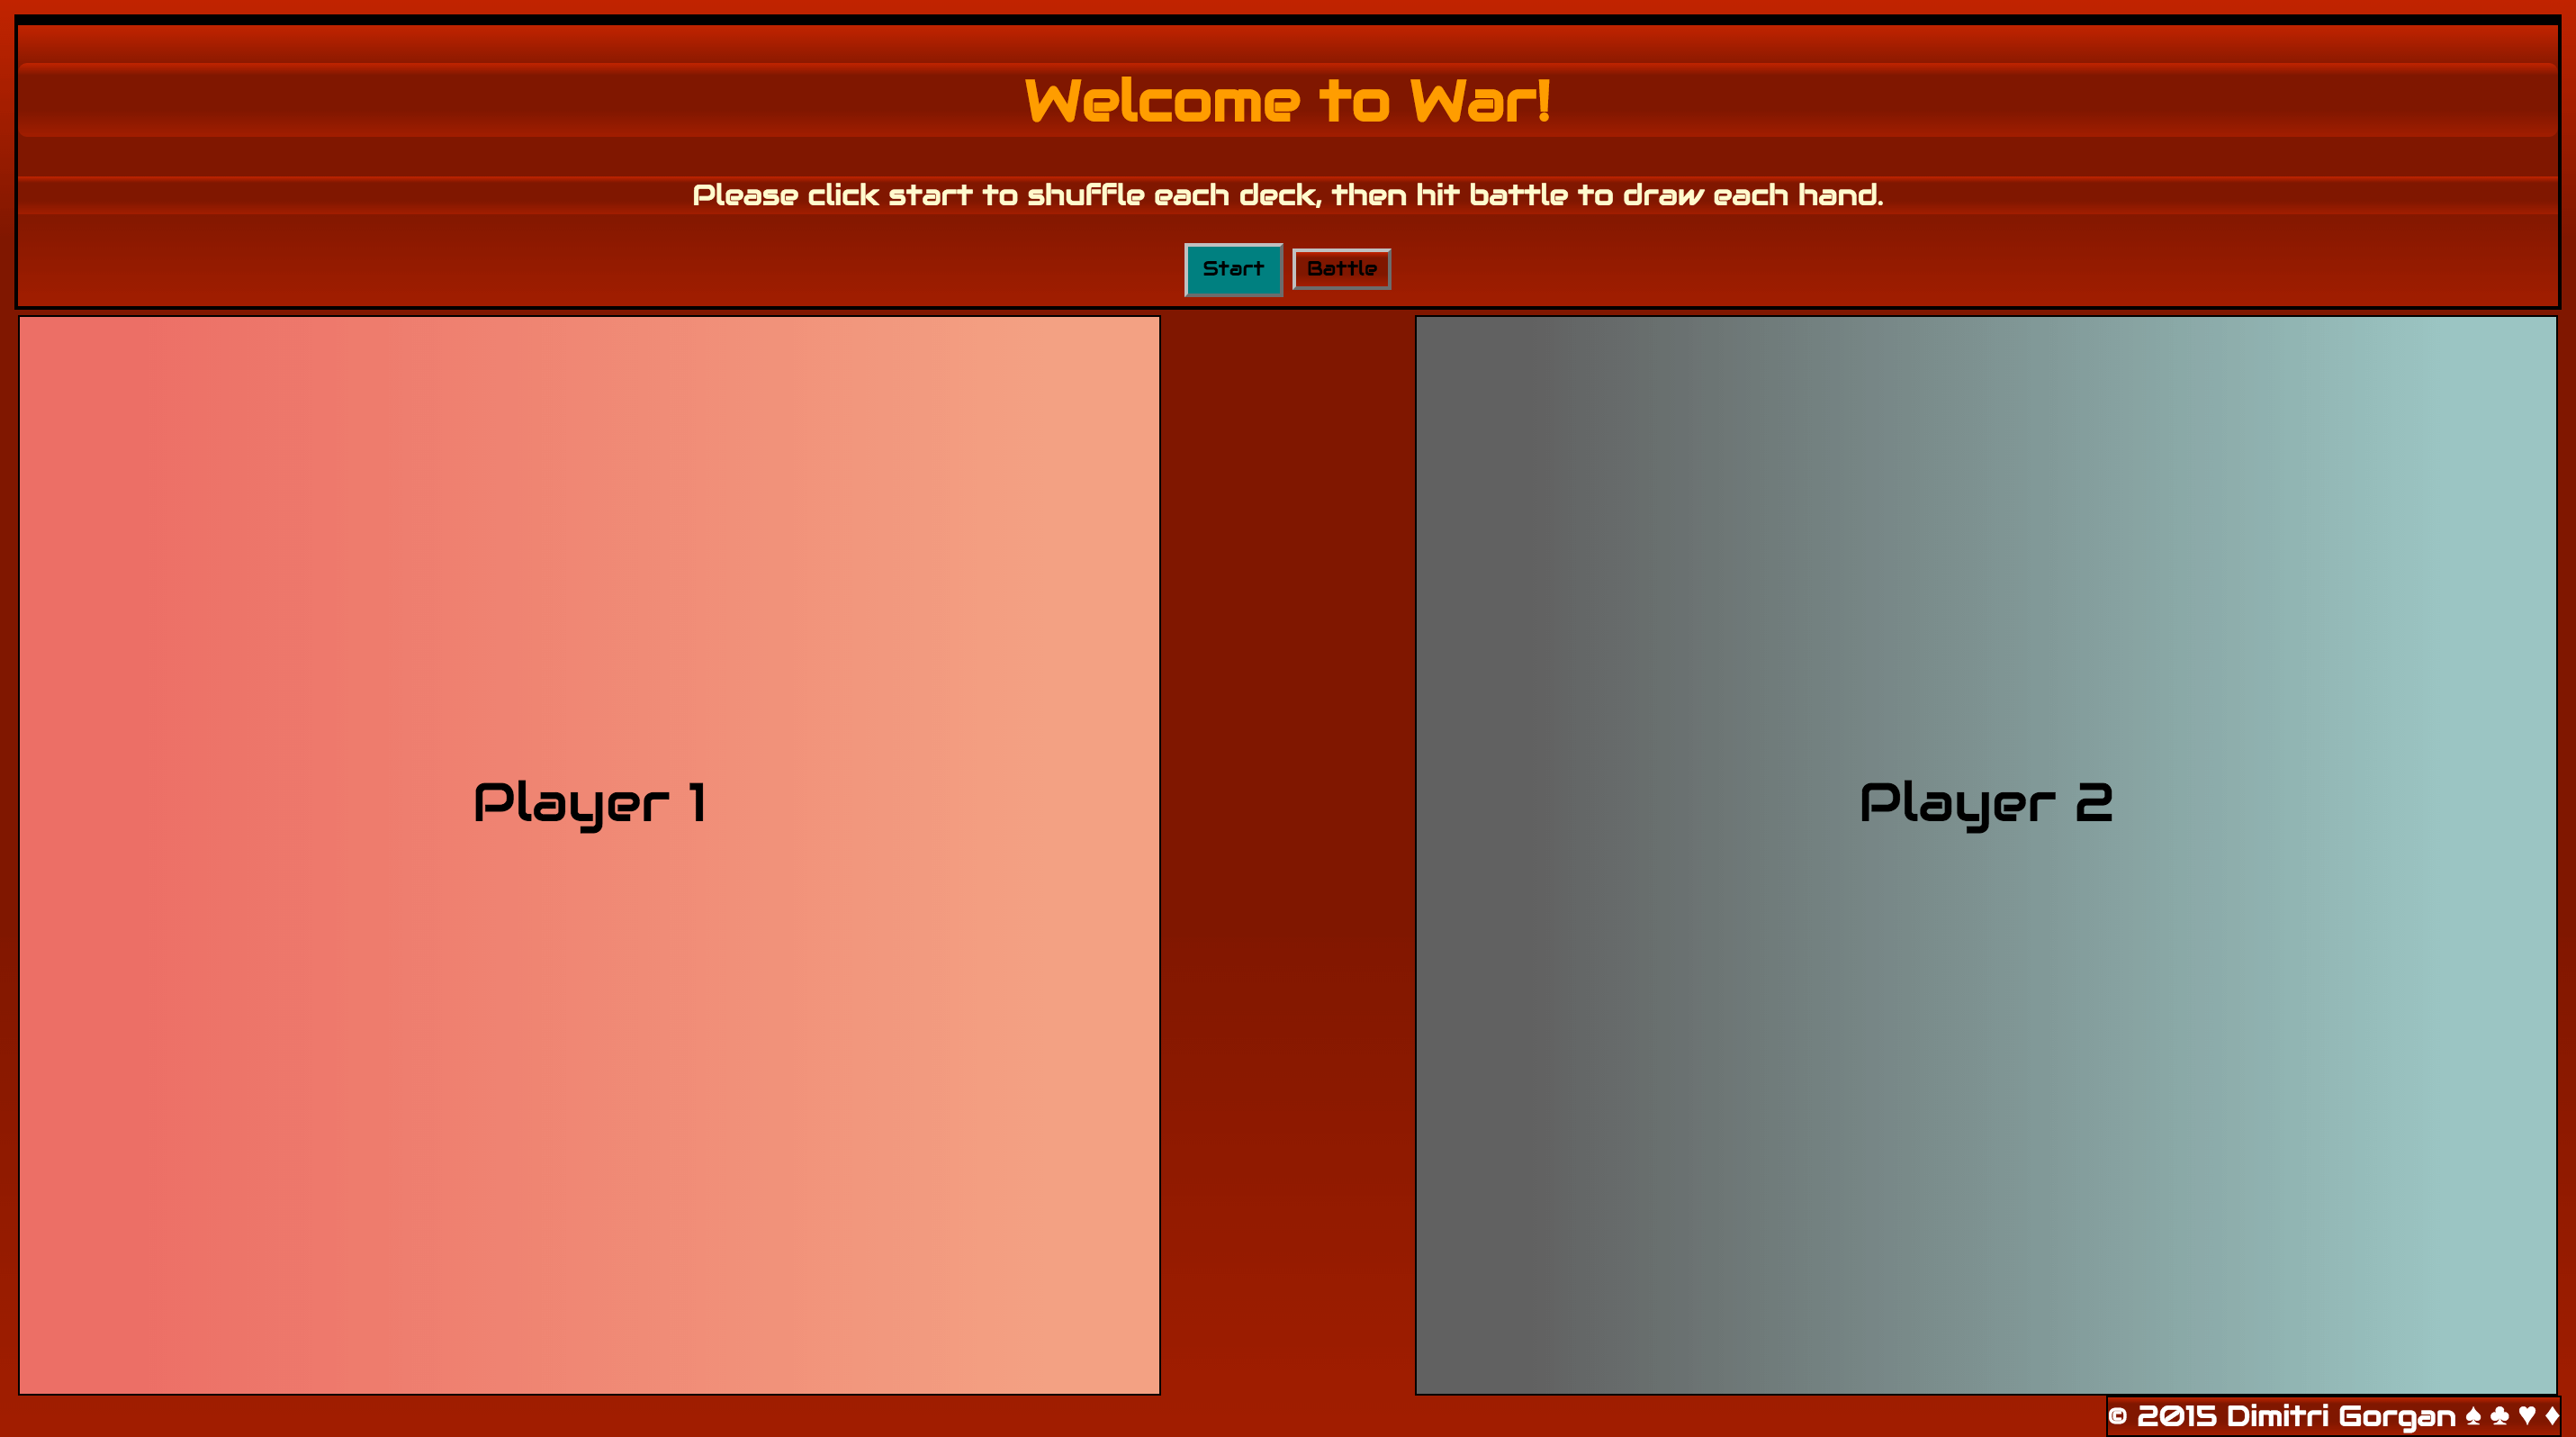 Welcome to War!
Please click start to shuffle each deck, then hit battle to draw each hand.
Start Battle
Player 1
Player 2
© 2015 Dimitri Gorgan ♠ ♣ ♥ ♦